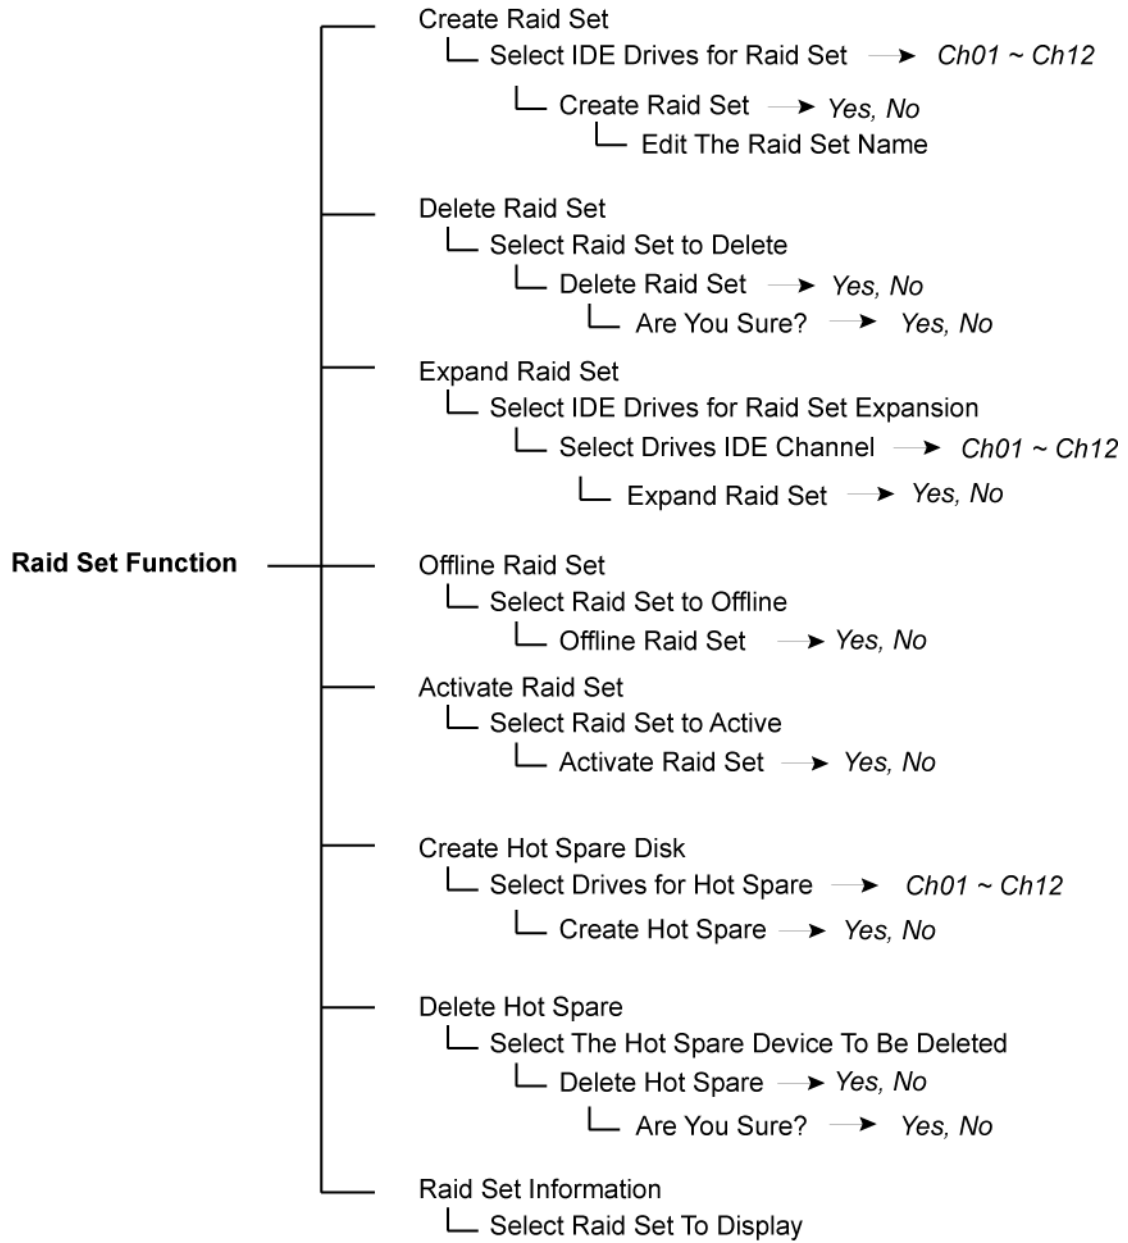 Create Raid Set
Select IDE Drives for Raid Set Ch01 ~ Ch12
Create Raid Set Yes, No
Edit The Raid Set Name
Delete Raid Set
Select Raid Set to Delete
Delete Raid Set Yes, No
Are You Sure? Yes, No
Expand Raid Set
Select IDE Drives for Raid Set Expansion
Select Drives IDE Channel Ch01 ~ Ch12
Expand Raid Set Yes, No
Raid Set Function
Offline Raid Set
Select Raid Set to Offline
Offline Raid Set Yes, No
Activate Raid Set
Select Raid Set to Active
Activate Raid Set Yes, No
Create Hot Spare Disk
Select Drives for Hot Spare Ch01 ~ Ch12
Create Hot Spare Yes, No
Delete Hot Spare
Select The Hot Spare Device To Be Deleted
Delete Hot Spare Yes, No
Are You Sure? Yes, No
Raid Set Information
Select Raid Set To Display